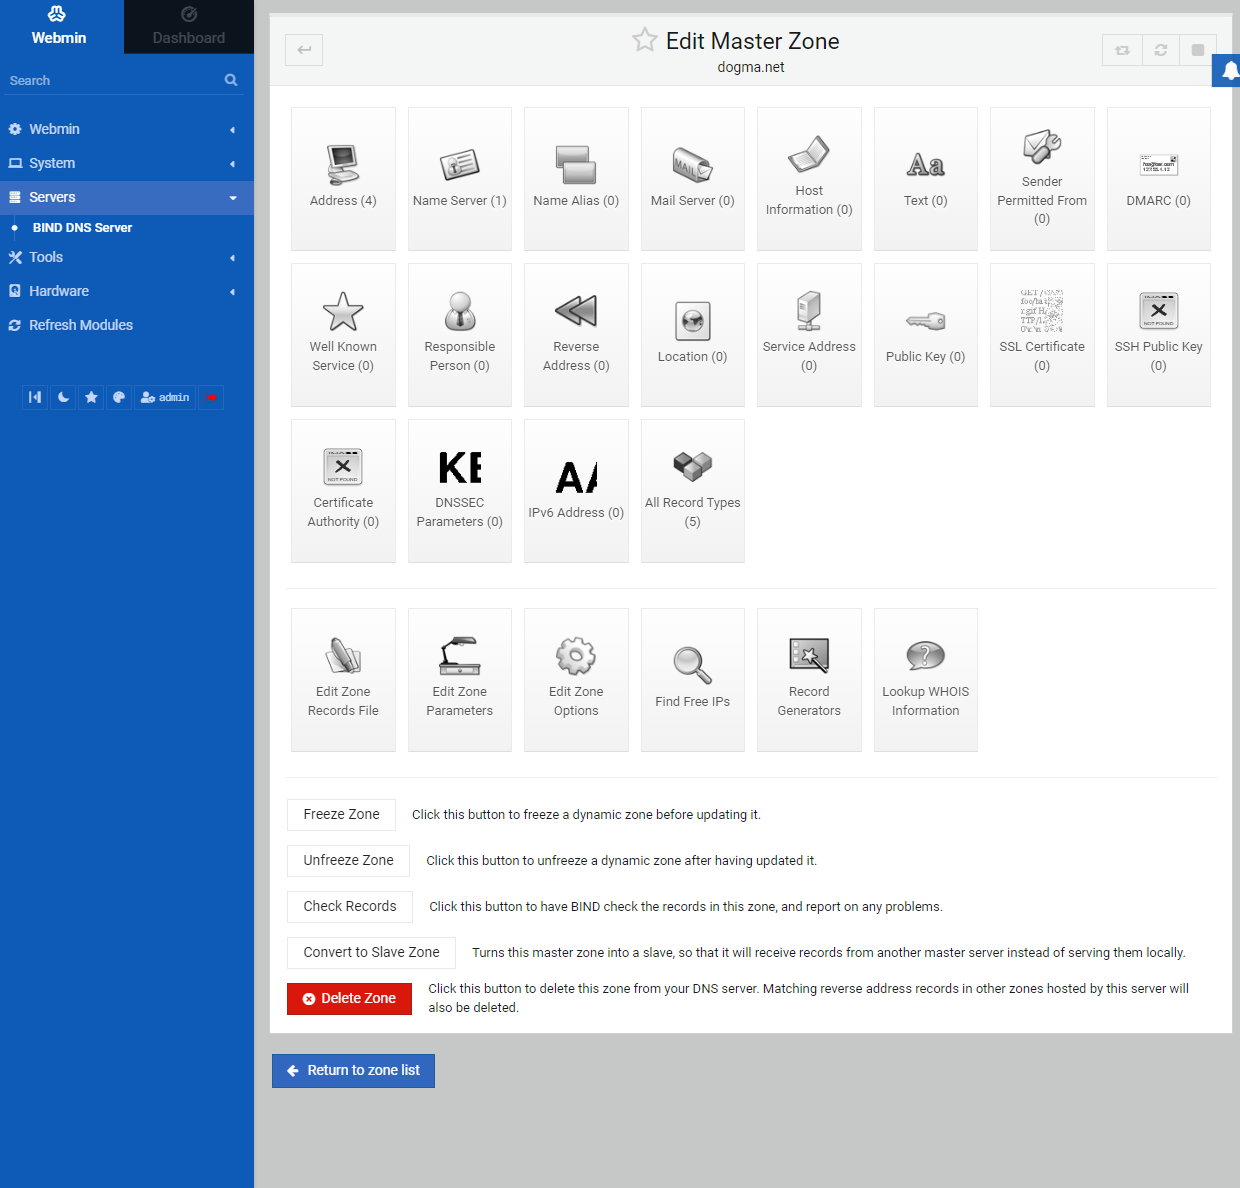 Webmin
Dashboard
Search
Webmin
System
Servers
BIND DNS Server
Tools
Hardware
Refresh Modules
admin
Edit Master Zone
dogma.net
Address (4)
Name Server (1)
Name Alias (0)
MAIL
Mail Server (0)
Host
Information (0)
Aa
Text (0)
Sender
Permitted From
(0)
DMARC (0)
Well Known
Service (0)
Responsible
Person (0)
Reverse
Address (0)
Location (0)
Service Address
(0)
Public Key (0)
SSL Certificate
(0)
NOT FOUND
SSH Public Key
(0)
NOT FOUND
Certificate
Authority (0)
KE
DNSSEC
Parameters (0)
AA
IPv6 Address (0)
All Record Types
(5)
Edit Zone
Records File
Edit Zone
Parameters
Edit Zone
Options
Find Free IPs
Record
Generators
?
Lookup WHOIS
Information
Freeze Zone
Click this button to freeze a dynamic zone before updating it.
Unfreeze Zone
Click this button to unfreeze a dynamic zone after having updated it.
Check Records
Click this button to have BIND check the records in this zone, and report on any problems.
Convert to Slave Zone
Turns this master zone into a slave, so that it will receive records from another master server instead of serving them locally.
Delete Zone
Click this button to delete this zone from your DNS server. Matching reverse address records in other zones hosted by this server will
also be deleted.
Return to zone list